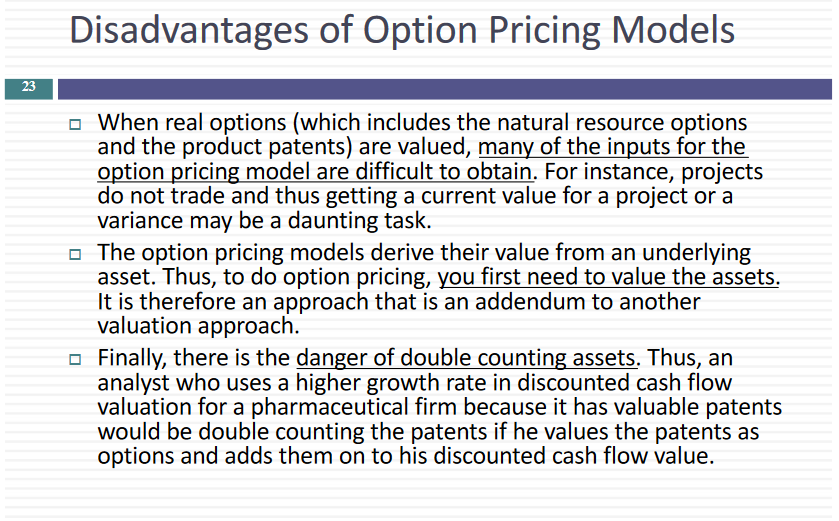 Disadvantages of Option Pricing Models
23
When real options (which includes the natural resource options
and the product patents) are valued, many of the inputs for the
option pricing model are difficult to obtain. For instance, projects
do not trade and thus getting a current value for a project or a
variance may be a daunting task.
The option pricing models derive their value from an underlying
asset. Thus, to do option pricing, you first need to value the assets.
It is therefore an approach that is an addendum to another
valuation approach.
Finally, there is the danger of double counting assets. Thus, an
analyst who uses a higher growth rate in discounted cash flow
valuation for a pharmaceutical firm because it has valuable patents
would be double counting the patents if he values the patents as
options and adds them on to his discounted cash flow value.